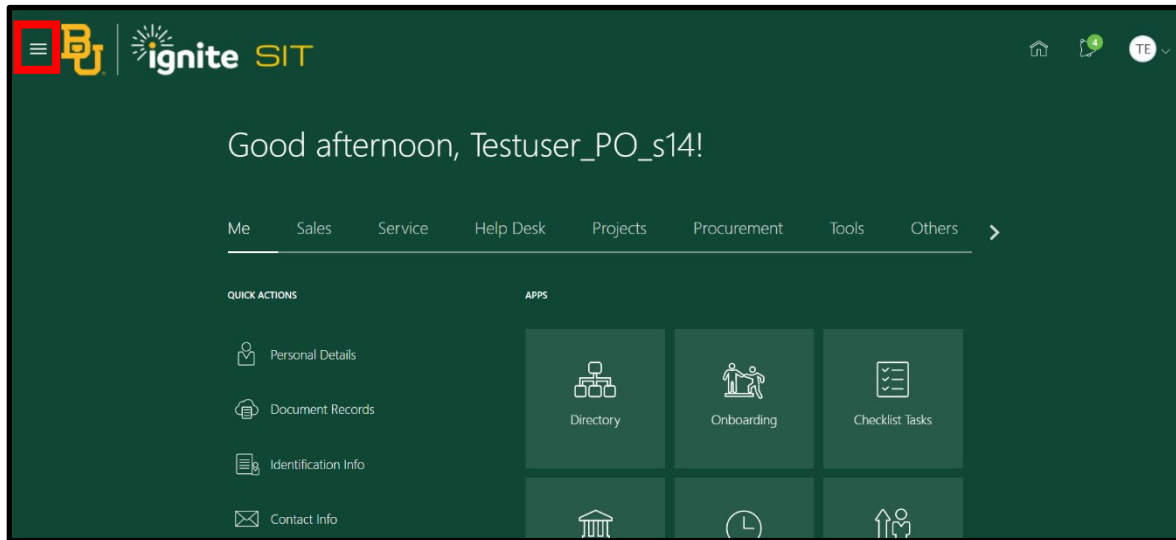 BU ignite SIT 4 TE
Good afternoon, Testuser_PO_s14!
Me Sales Service Help Desk Projects Procurement Tools Others
QUICK ACTIONS APPS
Personal Details
Document Records
Directory Onboarding Checklist Tasks
Identification Info
Contact Info